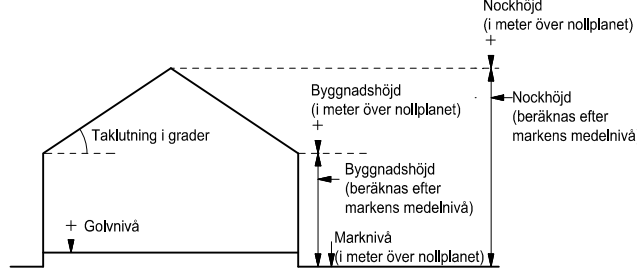 Nockhöjd
(i meter över nollplanet)
+
Byggnadshöjd
(i meter över nollplanet)
+
Nockhöjd
(beräknas efter
markens medelnivå
Taklutning i grader
Byggnadshöjd
(beräknas efter
markens medelnivå)
+ Golvnivå
Marknivå
(i meter över nollplanet)